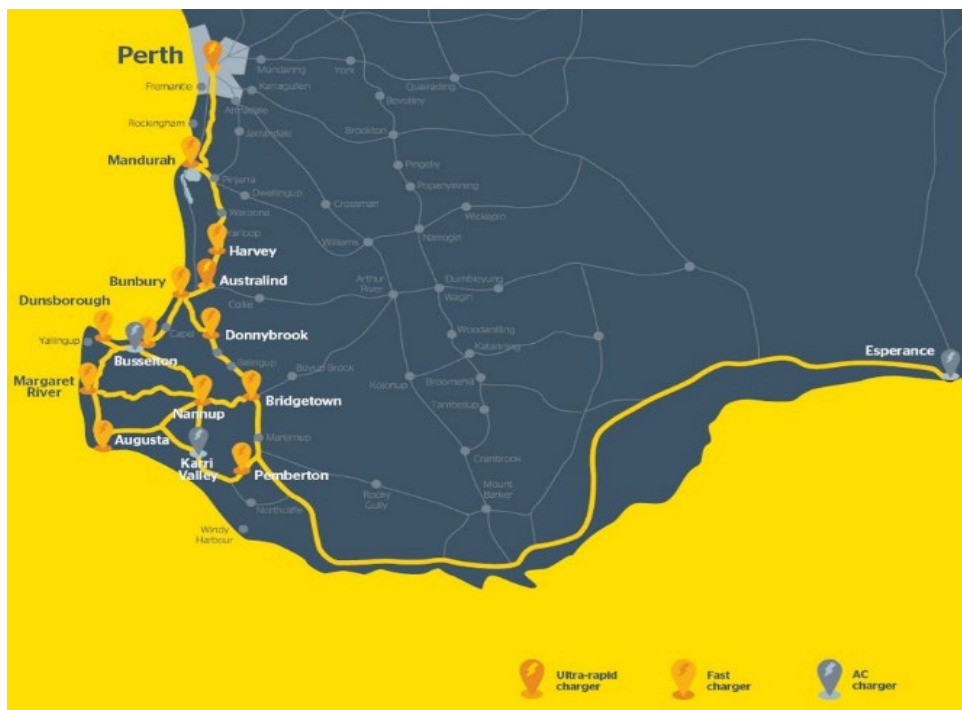 Perth
Mundaring
York
Quairading
Fremantle
Karragullen
Beverley
Armadale
Rockingham
Jarrahdale
Brookton
Mandurah
Pingelly
Pinjarra
Dwellingup
Popanyinning
Waroona
Crossman
Wickepin
Yarloop
Harvey
Williams
Narrogin
Bunbury
Australind
Arthur
River
Dumbleyung
Wagin
Collie
Dunsborough
Capel
Donnybrook
Woodanilling
Yallingup
Busselton
Katanning
Esperance
Balingup
Boyup Brook
Margaret
River
Kojonup
Broomehill
Bridgetown
Nannup
Tambellup
Augusta
Manjimup
Karri
Valley
Pemberton
Cranbrook
Mount
Barker
Rocky
Gully
Northcliffe
Windy
Harbour
Ultra-rapid
charger
Fast
charger
AC
charger